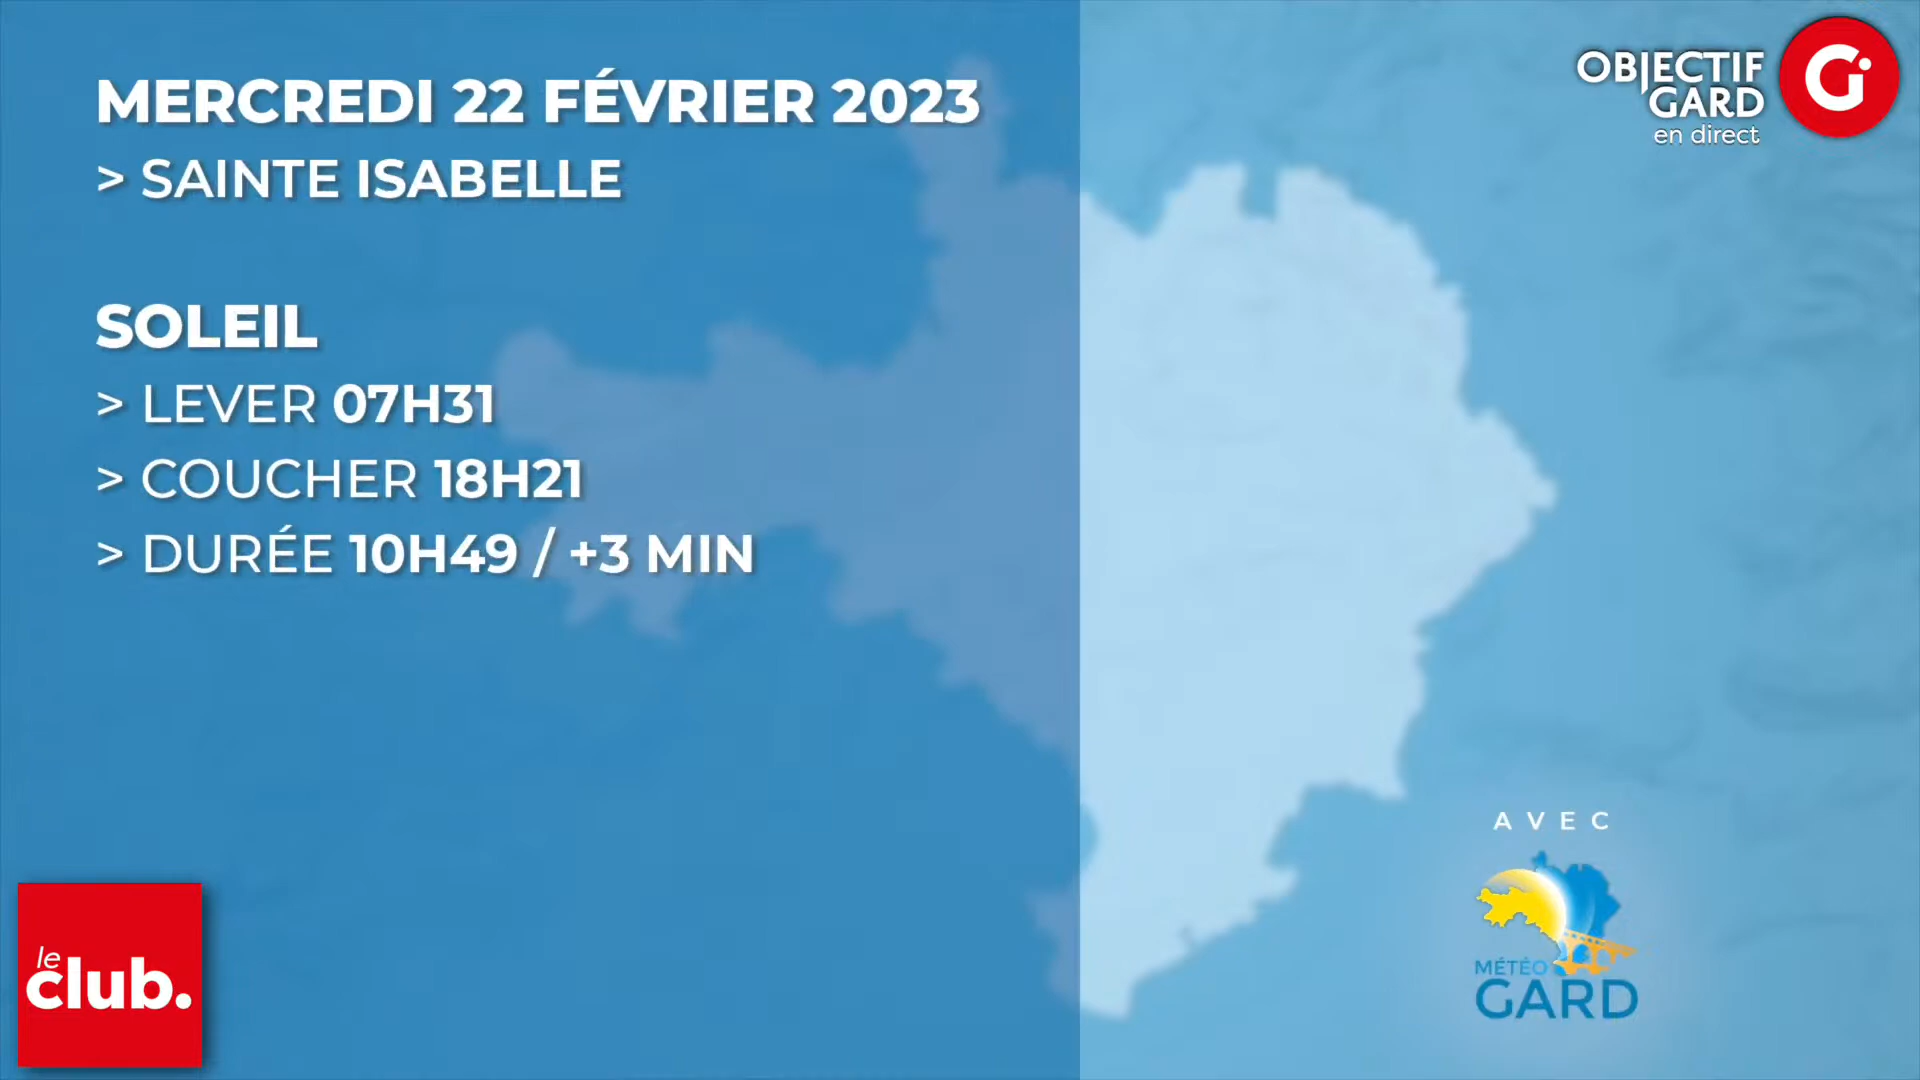 MERCREDI 22 FÉVRIER 2023
> SAINTE ISABELLE
SOLEIL
> LEVER 07H31
> COUCHER 18H21
> DURÉE 10H49 / +3 MIN
OBJECTIF
GARD
en direct
G
AVEC
MÉTÉO
GARD
le
club.